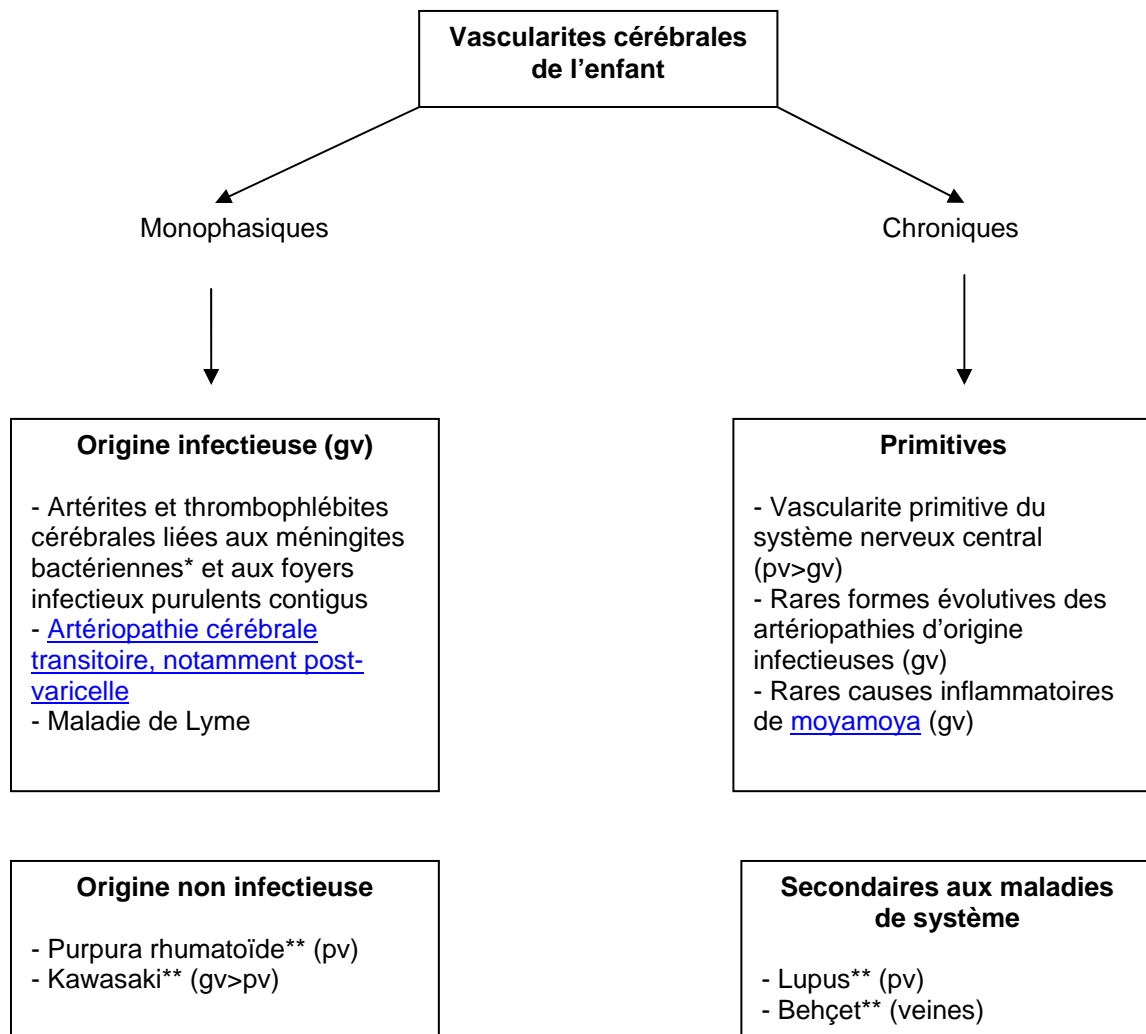 Vascularites cérébrales
de l'enfant
Monophasiques
Chroniques
Origine infectieuse (gv)
- Artérites et thrombophlébites
cérébrales liées aux méningites
bactériennes* et aux foyers
infectieux purulents contigus
- Artériopathie cérébrale
transitoire, notamment post-
varicelle
- Maladie de Lyme
Primitives
- Vascularite primitive du
système nerveux central
(pv>gv)
- Rares formes évolutives des
artériopathies d'origine
infectieuses (gv)
- Rares causes inflammatoires
de moyamoya (gv)
Origine non infectieuse
- Purpura rhumatoïde** (pv)
- Kawasaki** (gv>pv)
Secondaires aux maladies
de système
- Lupus** (pv)
- Behçet** (veines)